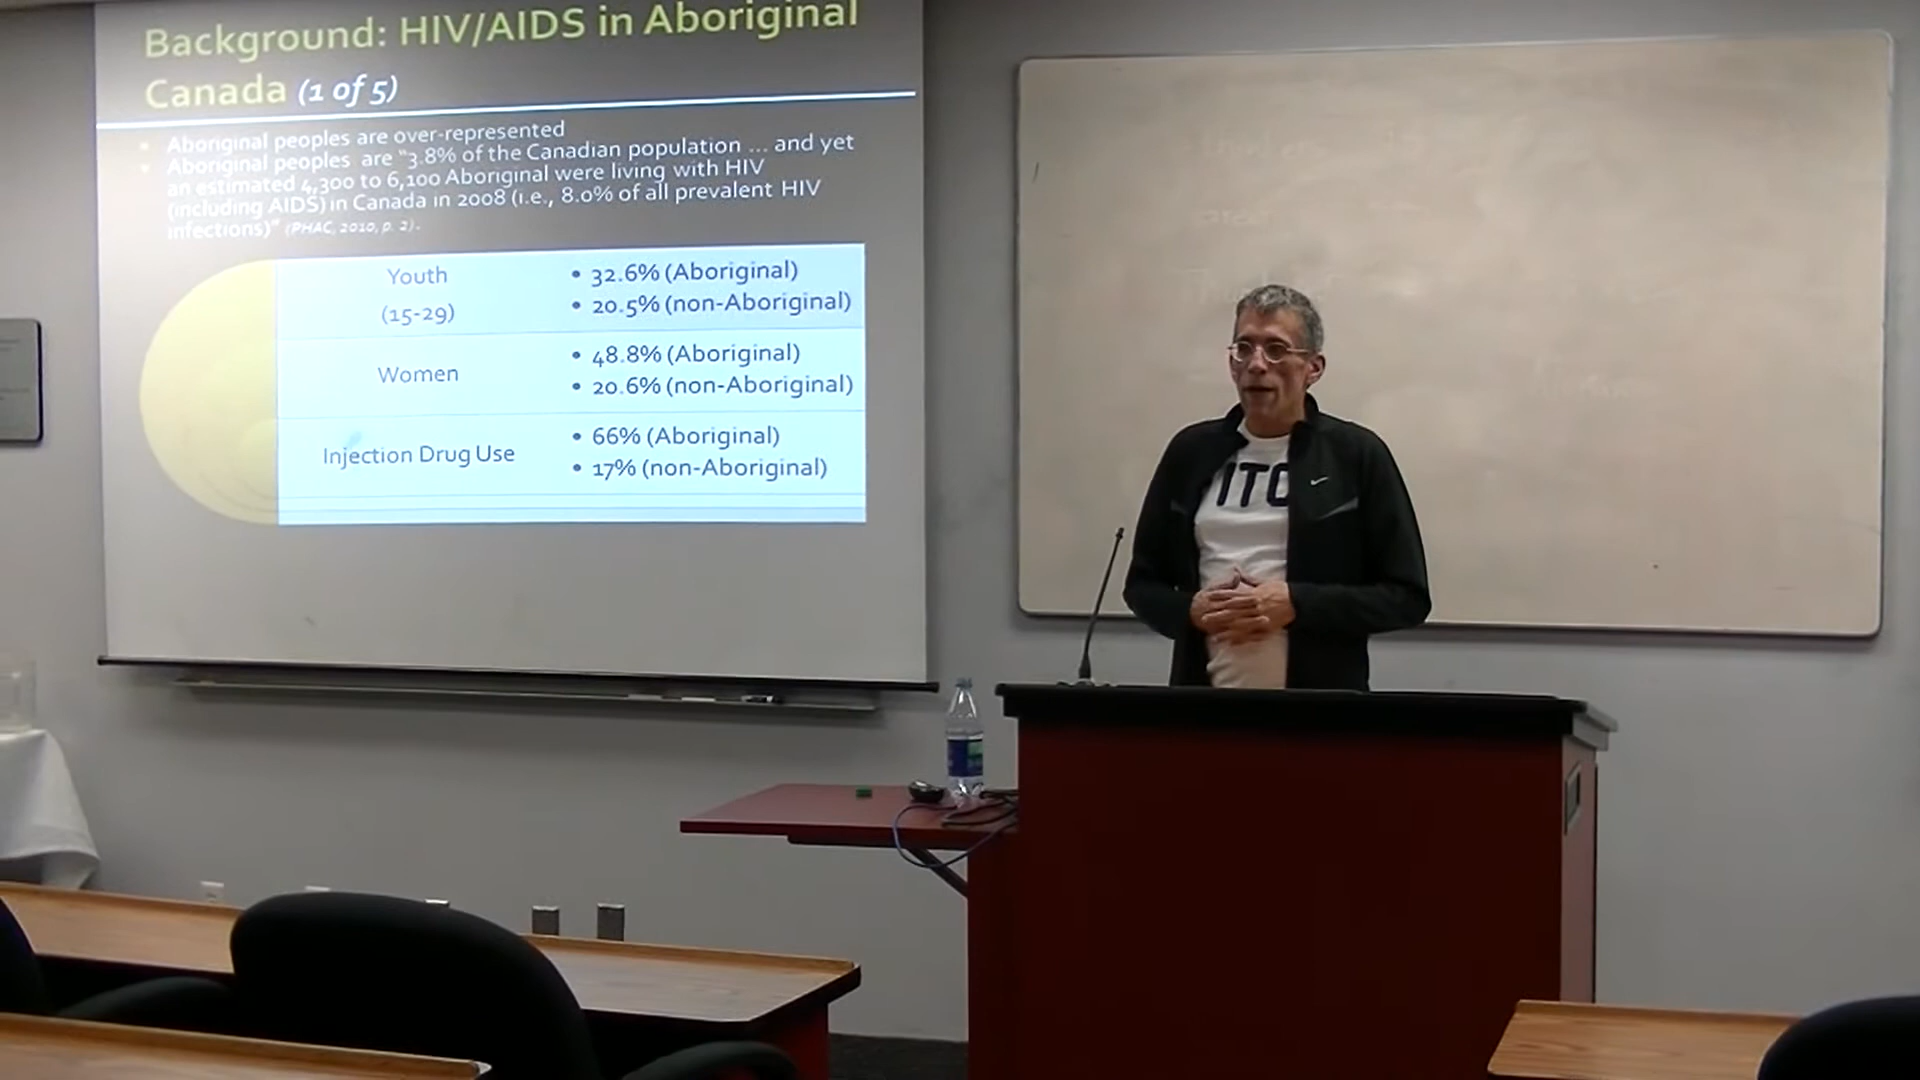 Background: HIV/AIDS in Aboriginal
Canada (1 of 5)
Aboriginal peoples are over-represented
Aboriginal peoples are “3.8% of the Canadian population ... and yet
an estimated 4,300 to 6,100 Aboriginal were living with HIV
(including AIDS) in Canada in 2008 (i.e., 8.0% of all prevalent HIV
infections)” (PHAC, 2010, p. 2).
Youth
(15-29)
• 32.6% (Aboriginal)
• 20.5% (non-Aboriginal)
Women
• 48.8% (Aboriginal)
• 20.6% (non-Aboriginal)
Injection Drug Use
• 66% (Aboriginal)
• 17% (non-Aboriginal)